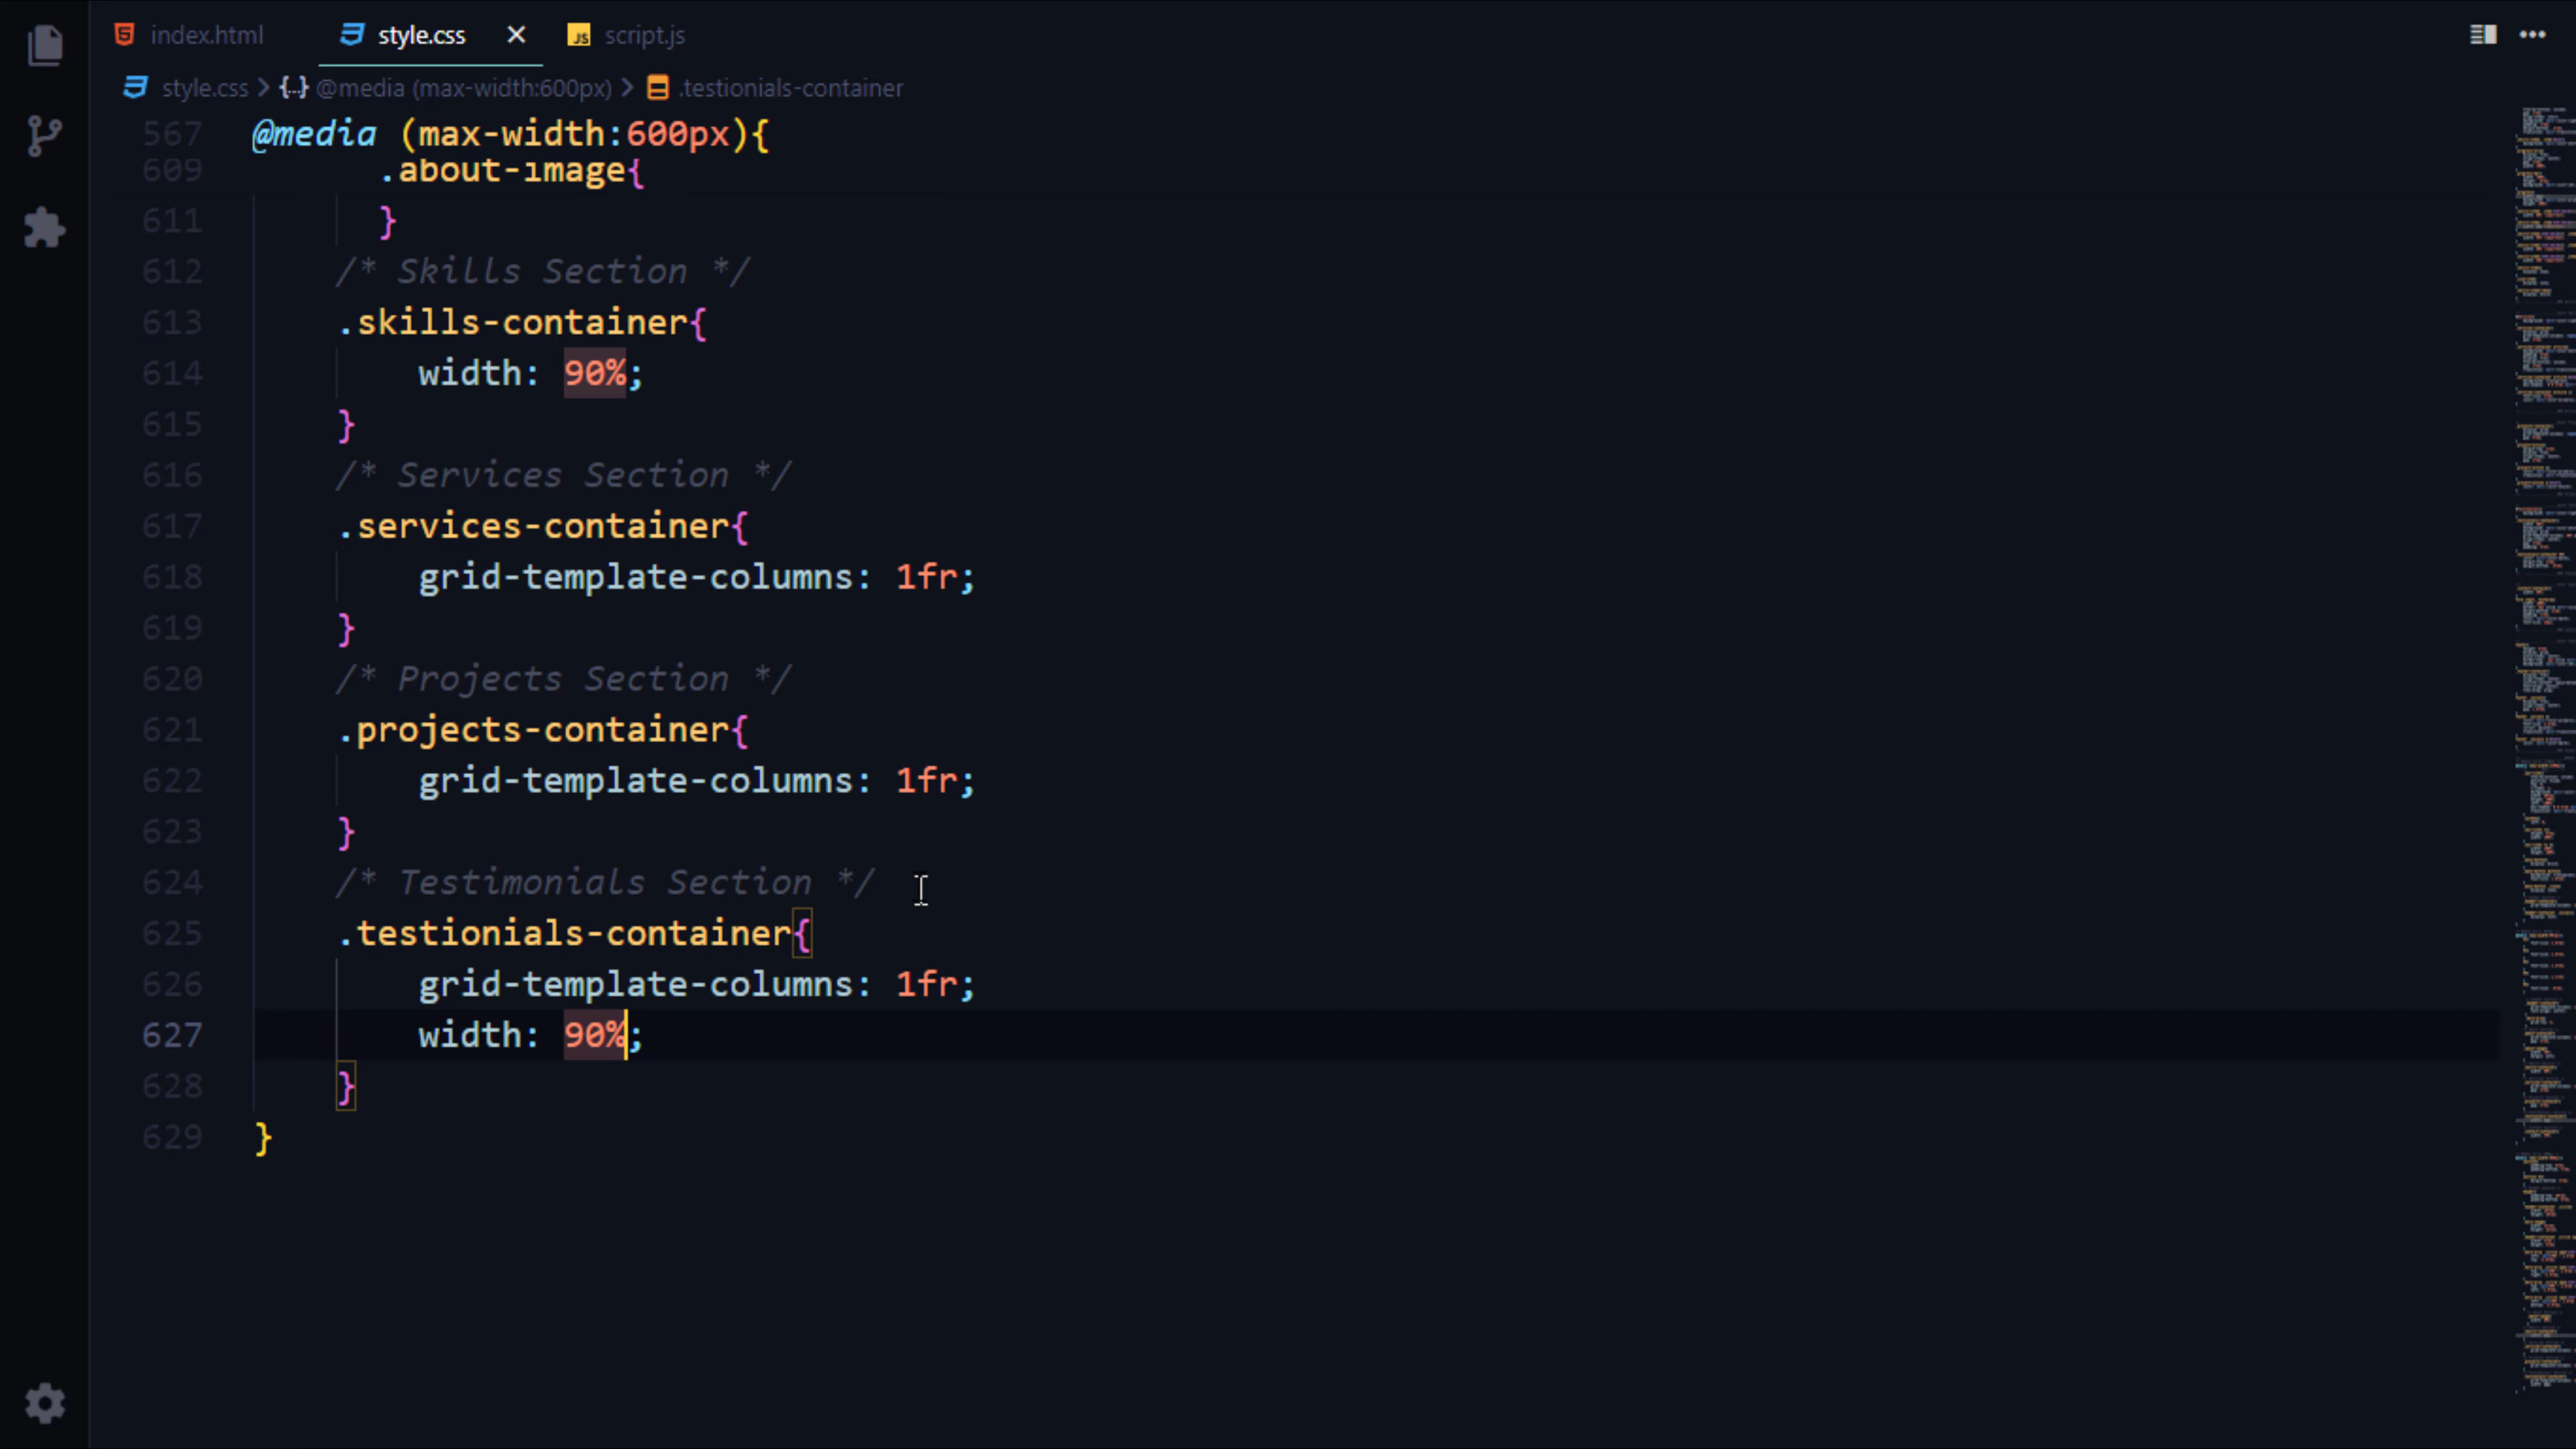 index.html style.css script.js
style.css > {..} @media (max-width:600px) > .testionials-container
567 @media (max-width:600px){
609 .about-image{
611 }
612 /* Skills Section */
613 .skills-container{
614 width: 90%;
615 }
616 /* Services Section */
617 .services-container{
618 grid-template-columns: 1fr;
619 }
620 /* Projects Section */
621 .projects-container{
622 grid-template-columns: 1fr;
623 }
624 /* Testimonials Section */
625 .testionials-container{
626 grid-template-columns: 1fr;
627 width: 90%;
628 }
629 }